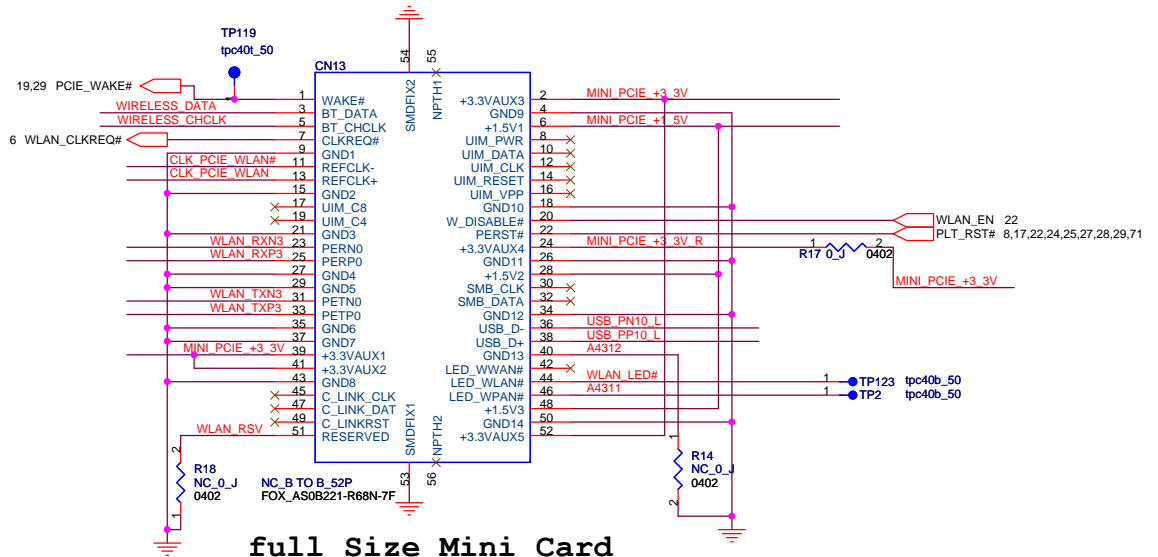 TP119
tpc40t_50
54
55
CN13
19,29 PCIE_WAKE#
SMDFIX2
NPTH1
1 WAKE# +3.3VAUX3 2 MINI_PCIE_+3_3V
WIRELESS_DATA 3 BT_DATA GND9 4
WIRELESS_CHCLK 5 BT_CHCLK +1.5V1 6 MINI_PCIE_+1_5V
6 WLAN_CLKREQ# 7 CLKREQ# UIM_PWR 8
9 GND1 UIM_DATA 10
CLK_PCIE_WLAN# 11 REFCLK- UIM_CLK 12
CLK_PCIE_WLAN 13 REFCLK+ UIM_RESET 14
15 GND2 UIM_VPP 16
17 UIM_C8 GND10 18
19 UIM_C4 W_DISABLE# 20 WLAN_EN 22
21 GND3 PERST# 22 PLT_RST# 8,17,22,24,25,27,28,29,71
WLAN_RXN3 23 PERN0 +3.3VAUX4 24 MINI_PCIE_+3_3V_R 1 2
R17 0_J 0402
WLAN_RXP3 25 PERP0 GND11 26
27 GND4 +1.5V2 28 MINI_PCIE_+3_3V
29 GND5 SMB_CLK 30
WLAN_TXN3 31 PETN0 SMB_DATA 32
WLAN_TXP3 33 PETP0 GND12 34
35 GND6 USB_D- 36 USB_PN10_L
37 GND7 USB_D+ 38 USB_PP10_L
MINI_PCIE_+3_3V 39 +3.3VAUX1 GND13 40 A4312
41 +3.3VAUX2 LED_WWAN# 42
43 GND8 LED_WLAN# 44 WLAN_LED# 1 TP123 tpc40b_50
45 C_LINK_CLK LED_WPAN# 46 A4311 1 TP2 tpc40b_50
47 C_LINK_DAT +1.5V3 48
49 C_LINKRST GND14 50
WLAN_RSV 51 RESERVED +3.3VAUX5 52
SMDFIX1
NPTH2
53
56
2
R18
NC_0_J
0402
1
1
R14
NC_0_J
0402
2
NC_B TO B_52P
FOX_AS0B221-R68N-7F
full Size Mini Card